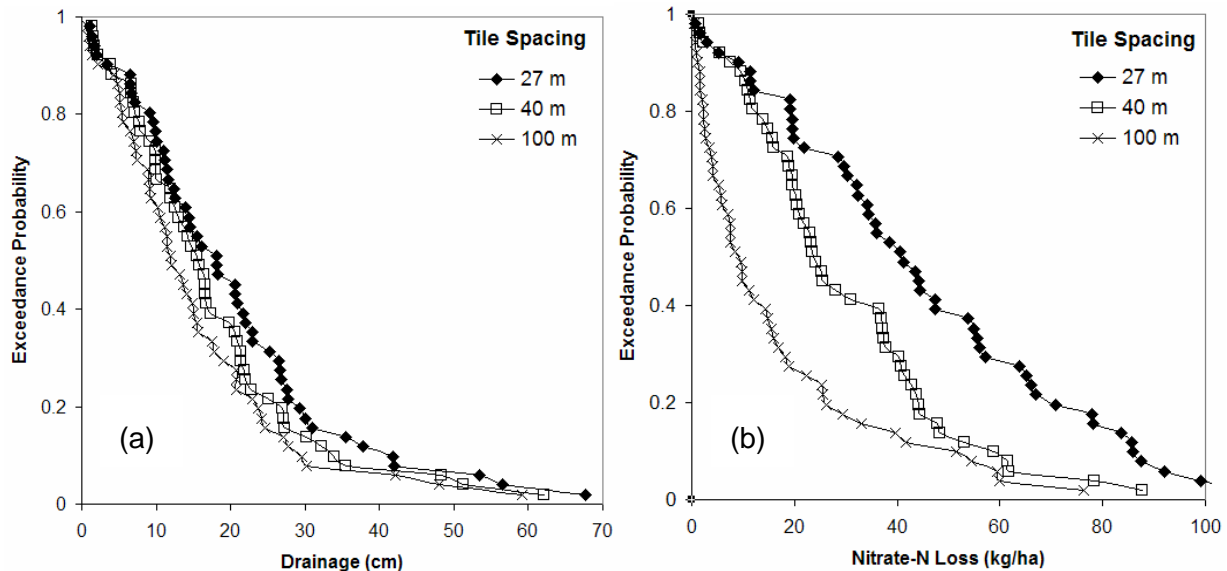 Exceedance Probability
1
0.8
0.6
0.4
0.2
0
0
10
20
30
40
50
60
70
Drainage (cm)
Tile Spacing
27 m
40 m
100 m
(a)
Exceedance Probability
1
0.8
0.6
0.4
0.2
0
0
20
40
60
80
100
Nitrate-N Loss (kg/ha)
Tile Spacing
27 m
40 m
100 m
(b)